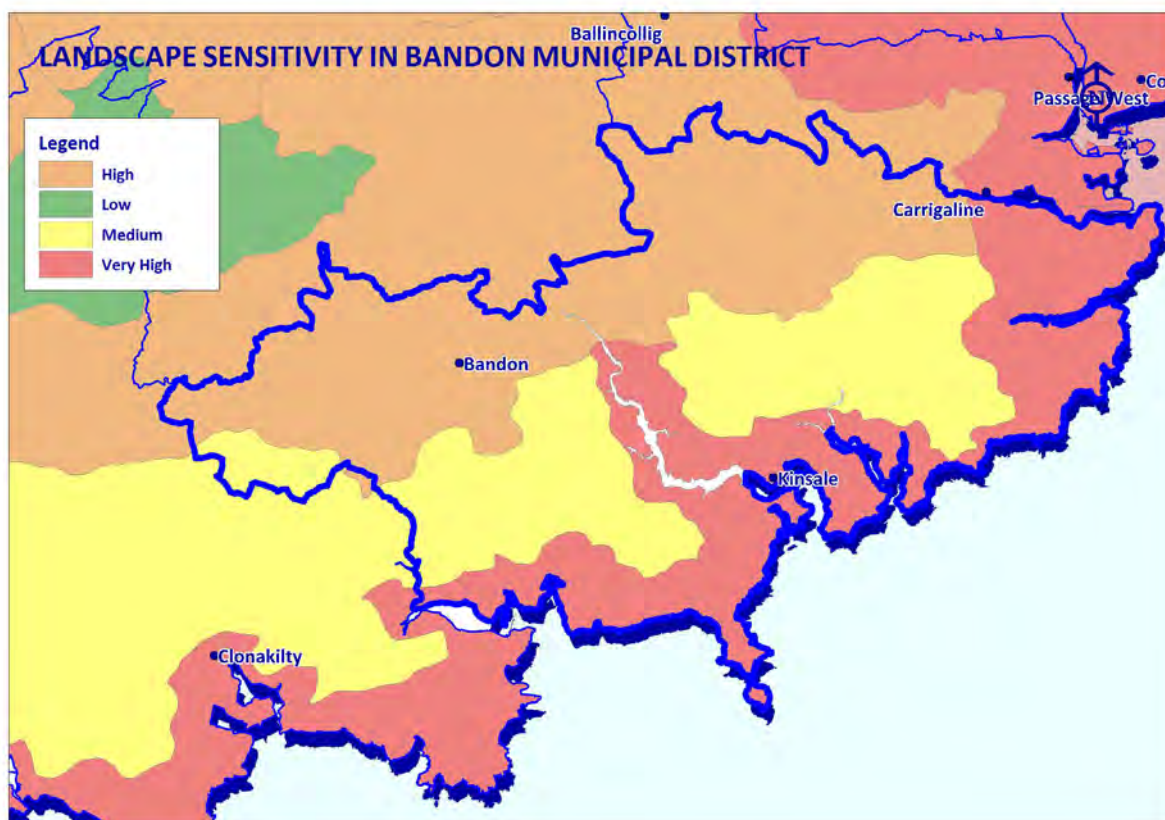 Ballincollig
LANDSCAPE SENSITIVITY IN BANDON MUNICIPAL DISTRICT
Co
Passage West
Legend
High
Low
Medium
Very High
Carrigaline
Bandon
Kinsale
Clonakilty